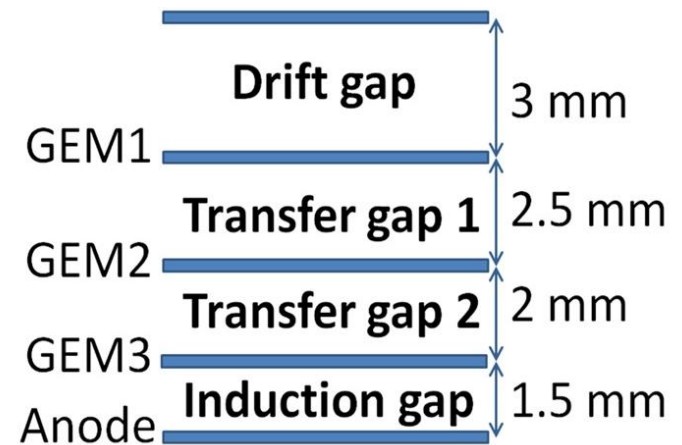 Drift gap
3 mm
GEM1
Transfer gap 1
2.5 mm
GEM2
Transfer gap 2
2 mm
GEM3
Induction gap
1.5 mm
Anode